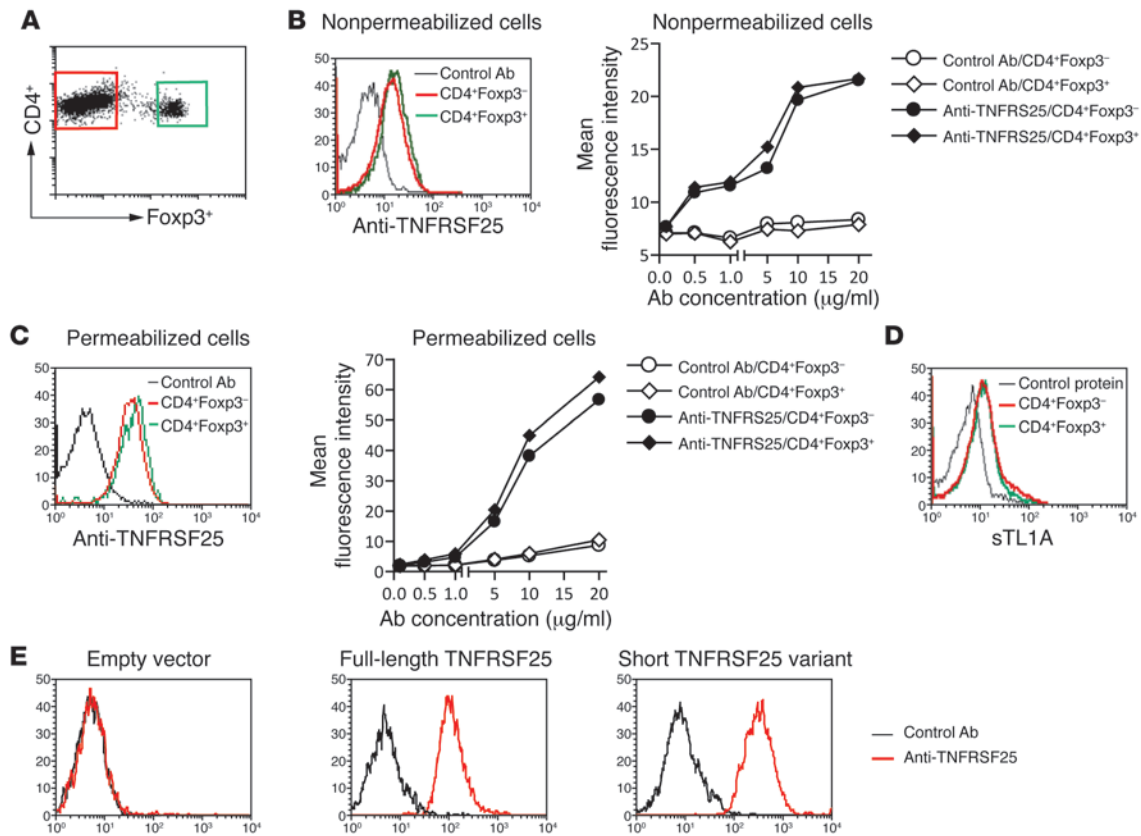 A
CD4⁺
Foxp3⁺
B
Nonpermeabilized cells
50
40
30
20
10
0
Control Ab
CD4⁺Foxp3⁻
CD4⁺Foxp3⁺
10⁰ 10¹ 10² 10³ 10⁴
Anti-TNFRSF25
Nonpermeabilized cells
Mean
fluorescence intensity
25
20
15
10
5
0.0 0.5 1.0 5 10 15 20
Ab concentration (μg/ml)
Control Ab/CD4⁺Foxp3⁻
Control Ab/CD4⁺Foxp3⁺
Anti-TNFRS25/CD4⁺Foxp3⁻
Anti-TNFRS25/CD4⁺Foxp3⁺
C
Permeabilized cells
50
40
30
20
10
0
Control Ab
CD4⁺Foxp3⁻
CD4⁺Foxp3⁺
10⁰ 10¹ 10² 10³ 10⁴
Anti-TNFRSF25
Permeabilized cells
Mean
fluorescence intensity
70
60
50
40
30
20
10
0
0.0 0.5 1.0 5 10 15 20
Ab concentration (μg/ml)
Control Ab/CD4⁺Foxp3⁻
Control Ab/CD4⁺Foxp3⁺
Anti-TNFRS25/CD4⁺Foxp3⁻
Anti-TNFRS25/CD4⁺Foxp3⁺
D
50
40
30
20
10
0
Control protein
CD4⁺Foxp3⁻
CD4⁺Foxp3⁺
10⁰ 10¹ 10² 10³ 10⁴
sTL1A
E
Empty vector
50
40
30
20
10
0
10⁰ 10¹ 10² 10³ 10⁴
Full-length TNFRSF25
50
40
30
20
10
0
10⁰ 10¹ 10² 10³ 10⁴
Short TNFRSF25 variant
50
40
30
20
10
0
10⁰ 10¹ 10² 10³ 10⁴
Control Ab
Anti-TNFRSF25